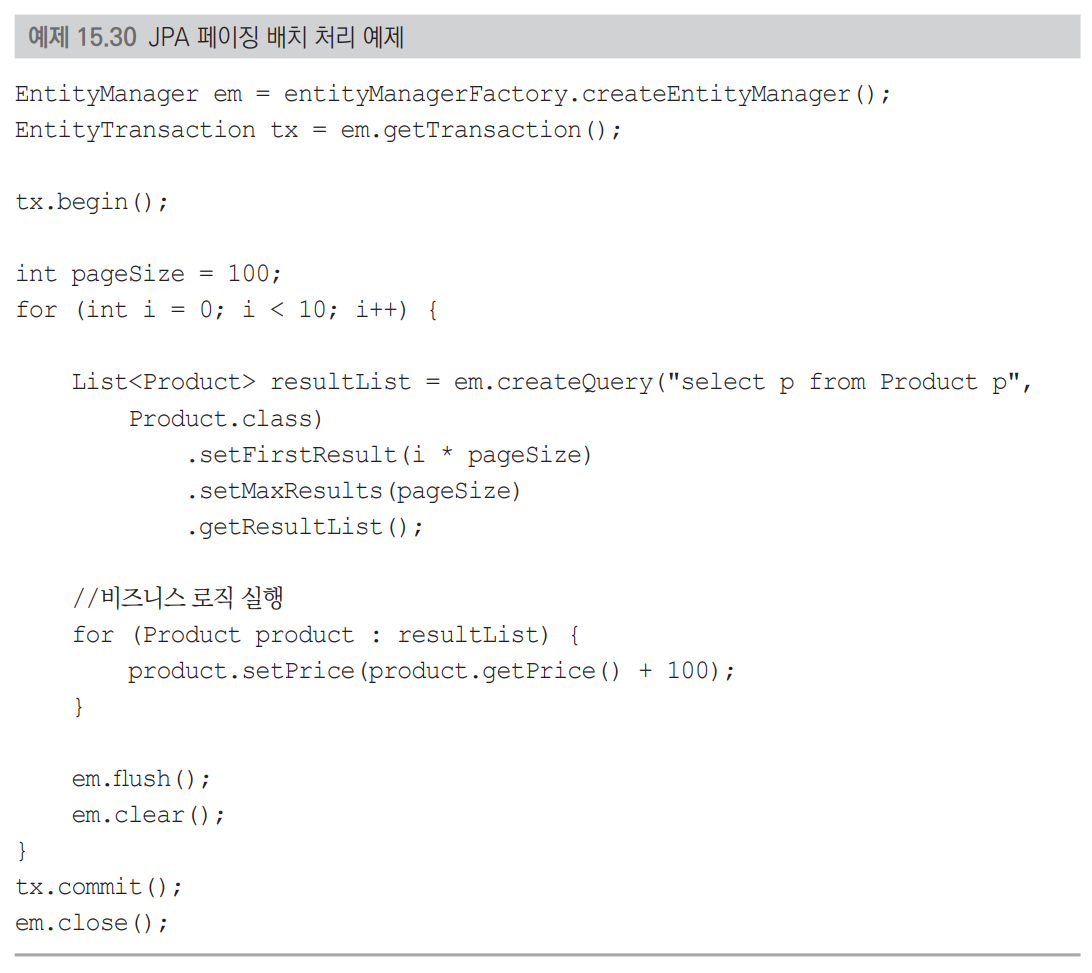 예제 15.30 JPA 페이징 배치 처리 예제
EntityManager em = entityManagerFactory.createEntityManager();
EntityTransaction tx = em.getTransaction();
tx.begin();
int pageSize = 100;
for (int i = 0; i < 10; i++) {
    List<Product> resultList = em.createQuery("select p from Product p",
        Product.class)
            .setFirstResult(i * pageSize)
            .setMaxResults(pageSize)
            .getResultList();
    //비즈니스 로직 실행
    for (Product product : resultList) {
        product.setPrice(product.getPrice() + 100);
    }
    em.flush();
    em.clear();
}
tx.commit();
em.close();